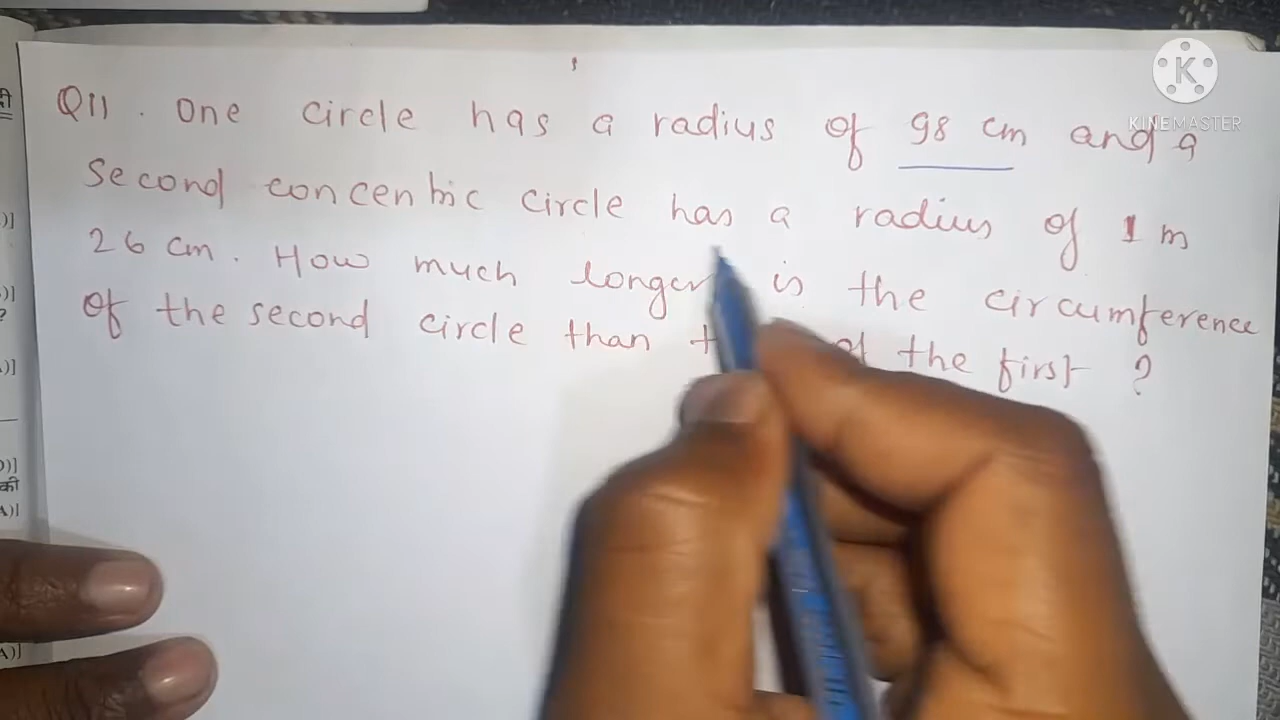 K
KINEMASTER
Q11. One circle has a radius of 98 cm and a
second concentric circle has a radius of 1 m
26 cm. How much longer is the circumference
of the second circle than of the first ?
की
)]
)]
?
)]
)]
की
A)]
A)]